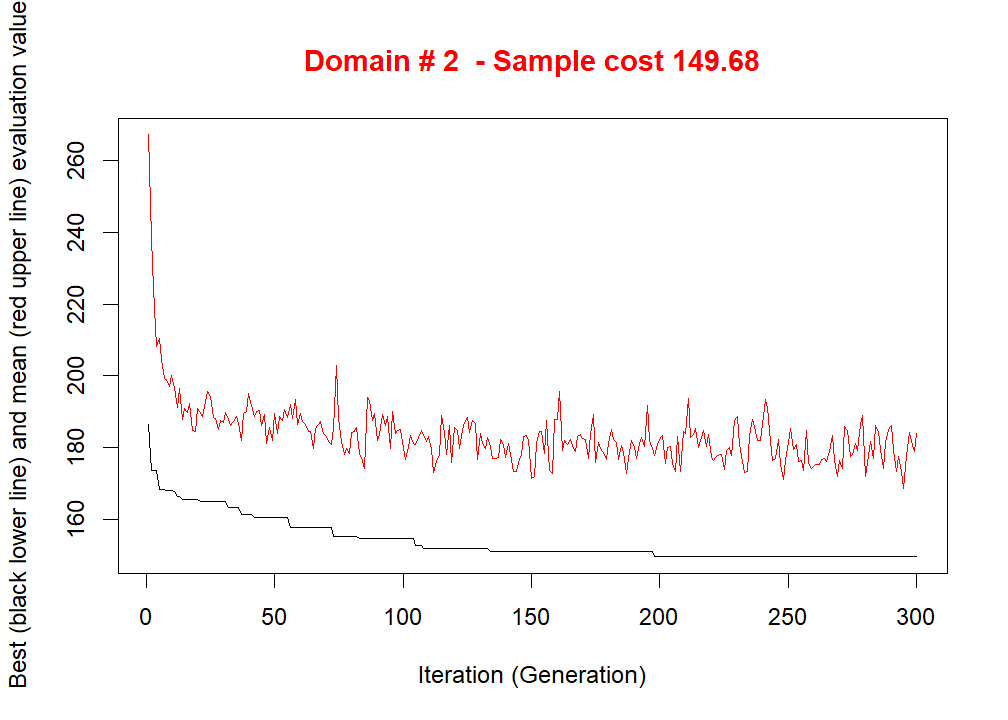 Domain # 2  - Sample cost 149.68
Best (black lower line) and mean (red upper line) evaluation value
260
240
220
200
180
160
0 50 100 150 200 250 300
Iteration (Generation)